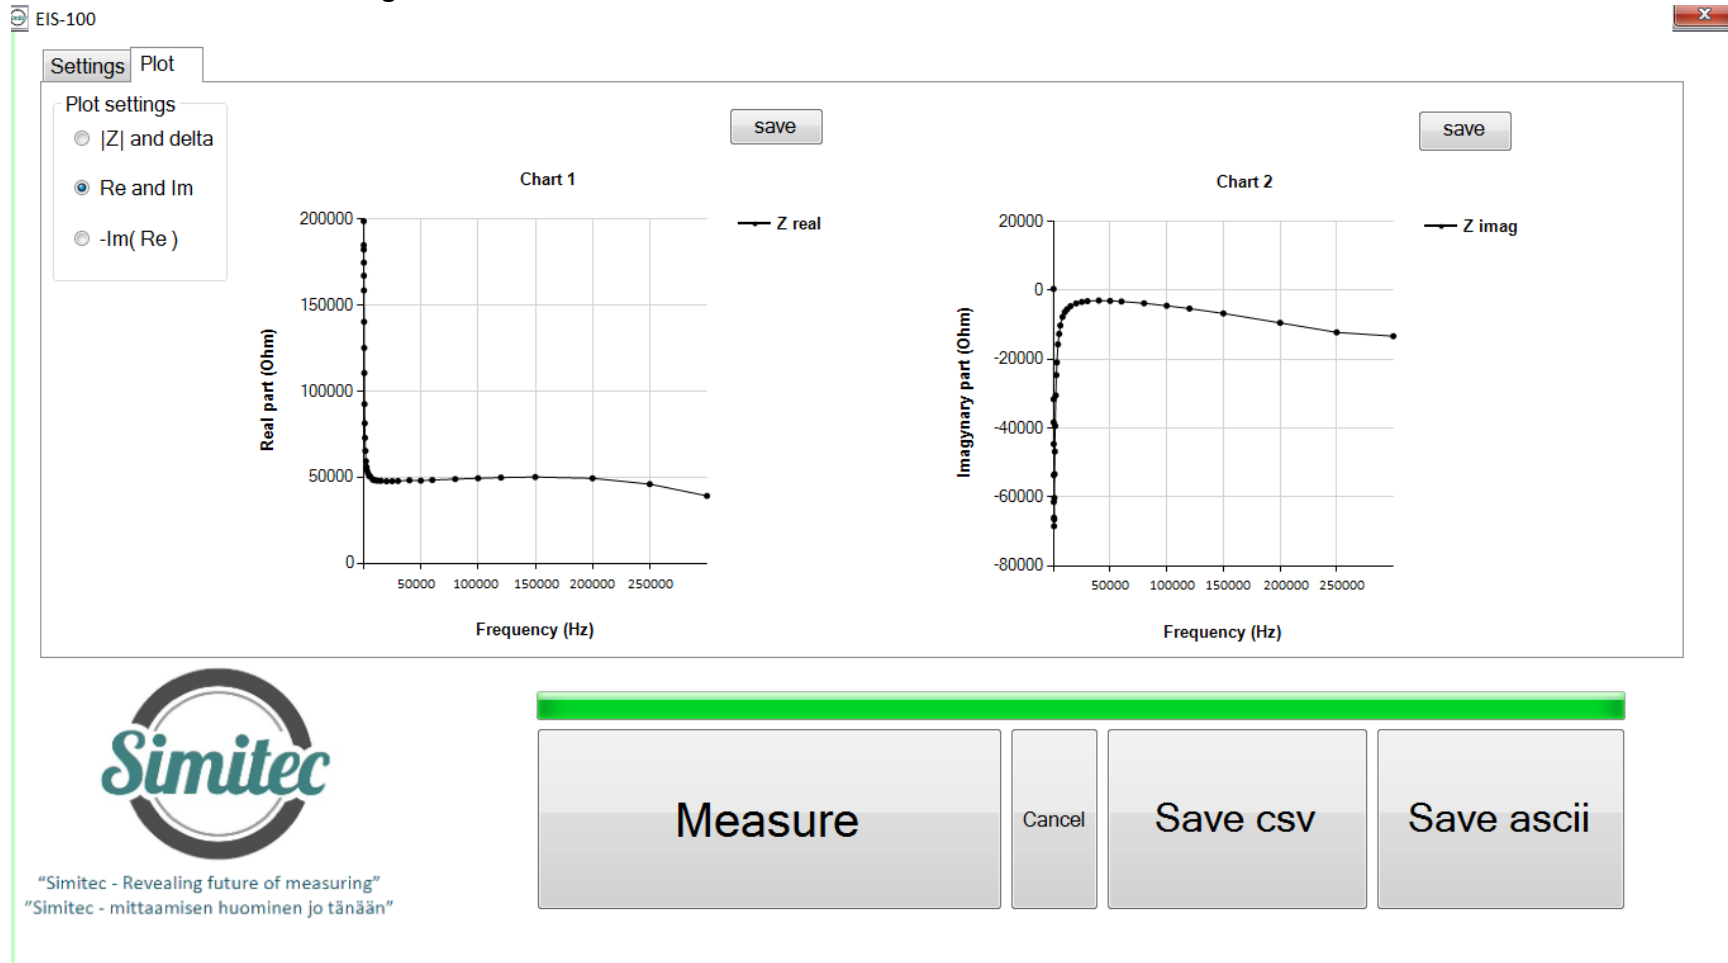 EIS-100
Settings
Plot
Plot settings
|Z| and delta
Re and Im
-Im( Re )
save
Chart 1
Z real
200000
150000
100000
50000
0
Real part (Ohm)
50000 100000 150000 200000 250000
Frequency (Hz)
save
Chart 2
Z imag
20000
0
-20000
-40000
-60000
-80000
Imagynary part (Ohm)
50000 100000 150000 200000 250000
Frequency (Hz)
Simitec
“Simitec - Revealing future of measuring”
”Simitec - mittaamisen huominen jo tänään”
Measure
Cancel
Save csv
Save ascii